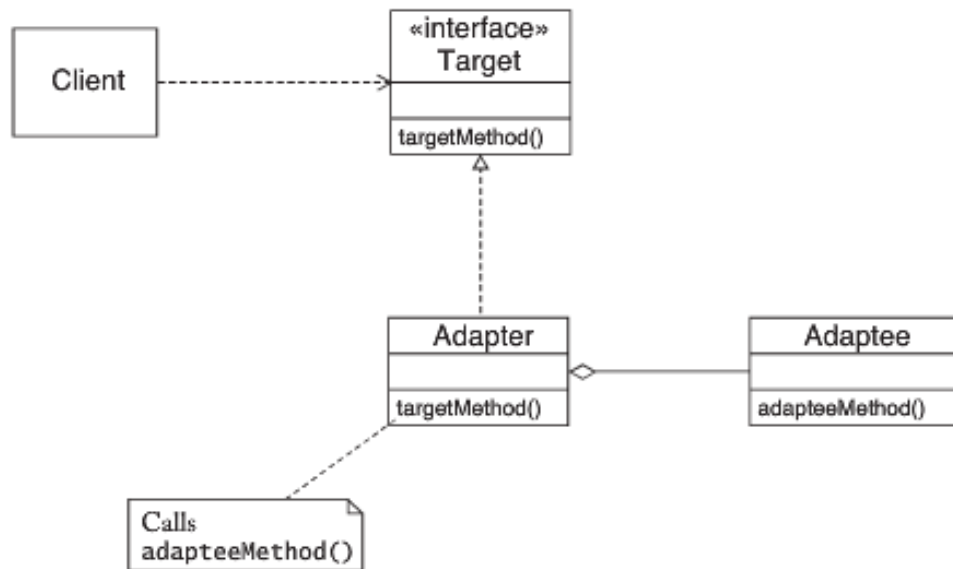 Client
«interface»
Target
targetMethod()
Adapter
targetMethod()
Adaptee
adapteeMethod()
Calls
adapteeMethod()